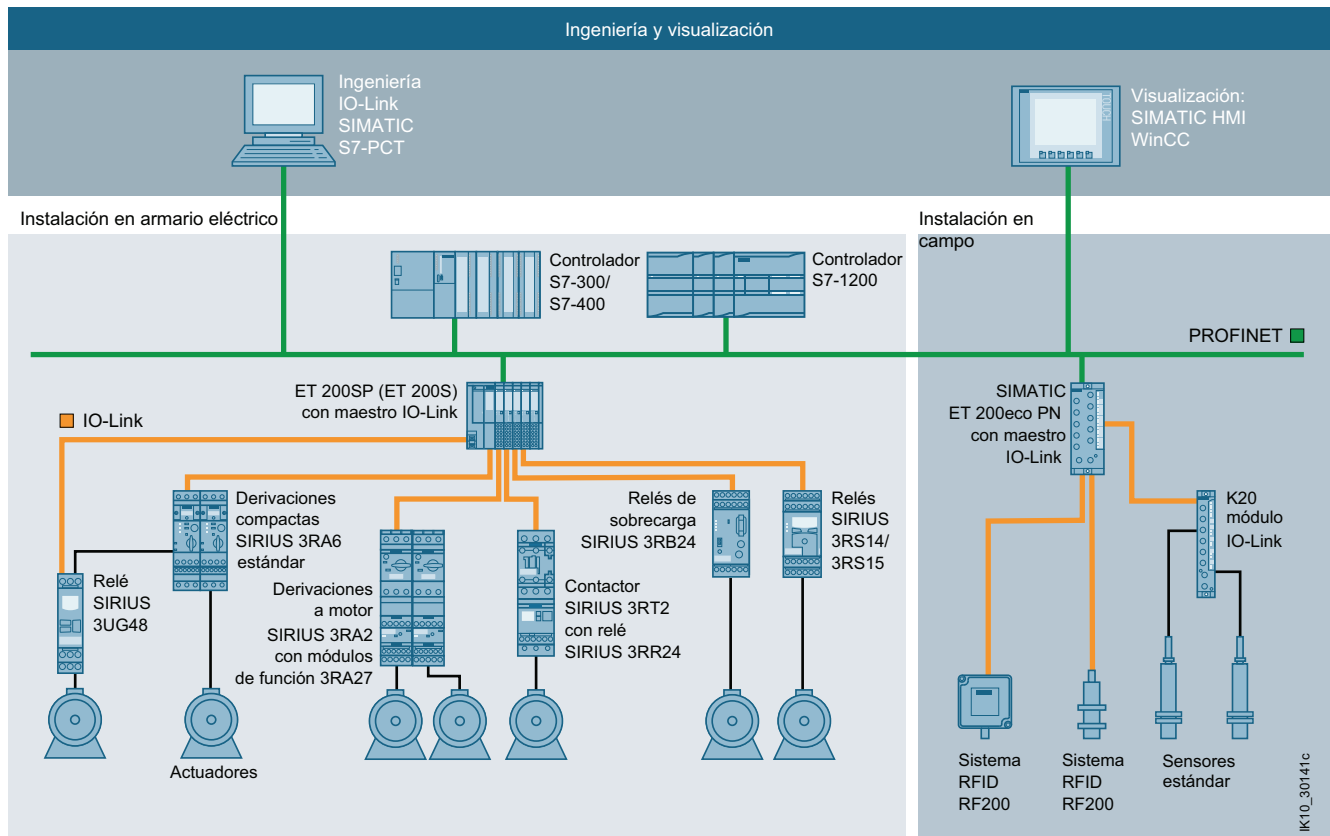 Ingeniería y visualización
Ingeniería
IO-Link
SIMATIC
S7-PCT
TOUCH
Visualización:
SIMATIC HMI
WinCC
Instalación en armario eléctrico
Instalación en
campo
Controlador
S7-300/
S7-400
Controlador
S7-1200
PROFINET
ET 200SP (ET 200S)
con maestro IO-Link
IO-Link
SIMATIC
ET 200eco PN
con maestro
IO-Link
Derivaciones
compactas
SIRIUS 3RA6
estándar
Relés de
sobrecarga
SIRIUS 3RB24
Relés
SIRIUS
3RS14/
3RS15
K20
módulo
IO-Link
Relé
SIRIUS
3UG48
Derivaciones
a motor
SIRIUS 3RA2
con módulos
de función 3RA27
Contactor
SIRIUS 3RT2
con relé
SIRIUS 3RR24
Actuadores
Sistema
RFID
RF200
Sistema
RFID
RF200
Sensores
estándar
IK10_30141c